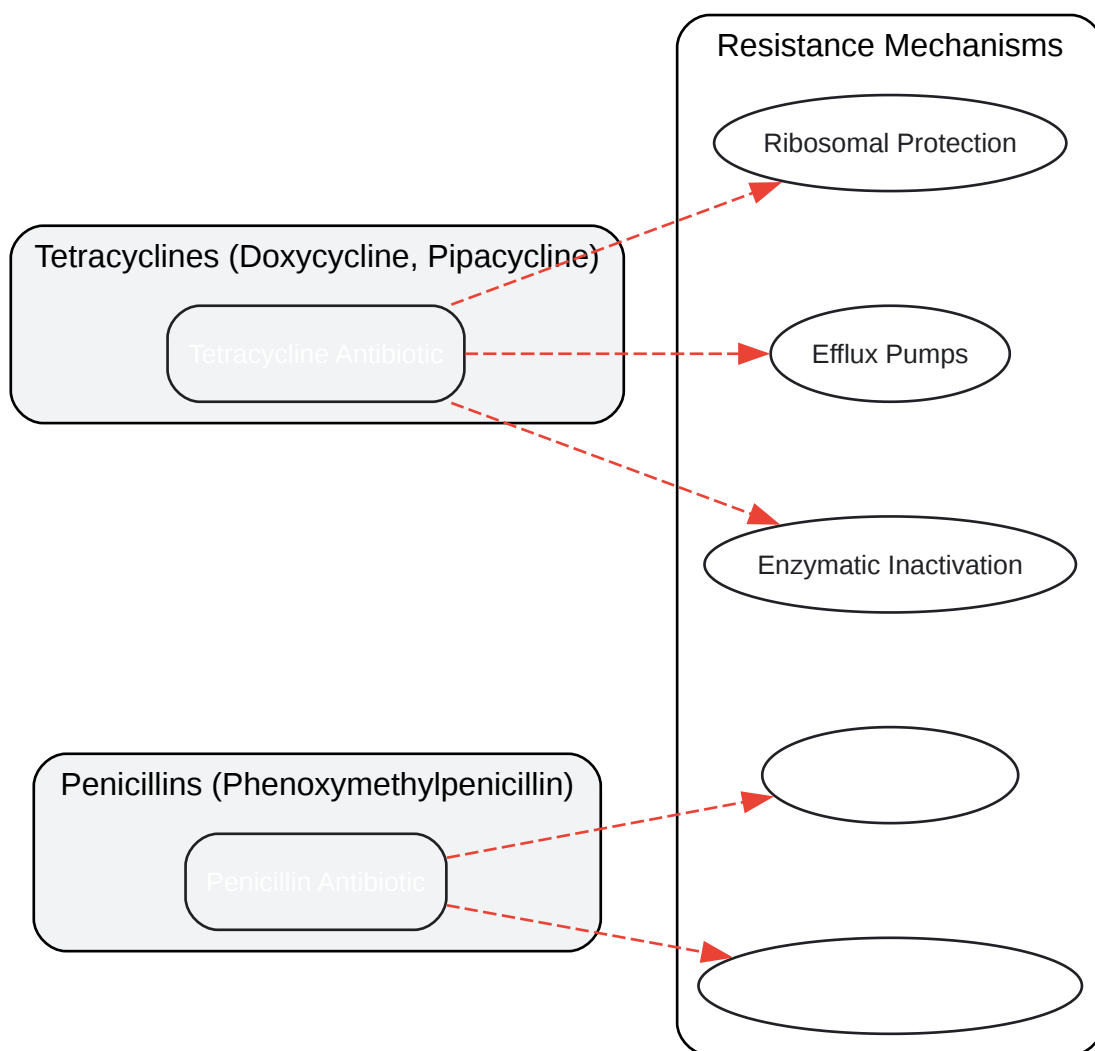 Resistance Mechanisms
Ribosomal Protection
Tetracyclines (Doxycycline, Pipacycline)
Tetracycline Antibiotic
Efflux Pumps
Enzymatic Inactivation
Penicillins (Phenoxymethylpenicillin)
Penicillin Antibiotic